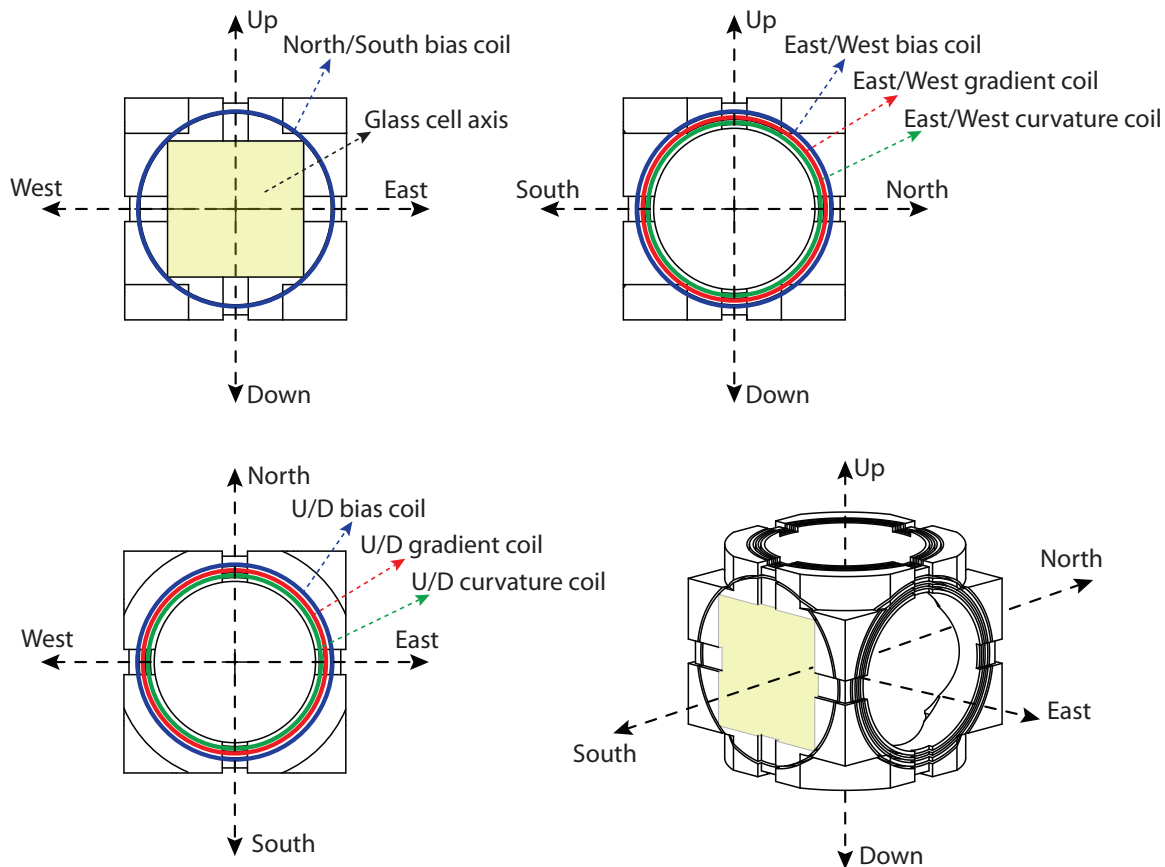 Up
North/South bias coil
Glass cell axis
West
East
Down
Up
East/West bias coil
East/West gradient coil
East/West curvature coil
South
North
Down
North
U/D bias coil
U/D gradient coil
U/D curvature coil
West
East
South
Up
North
East
South
Down